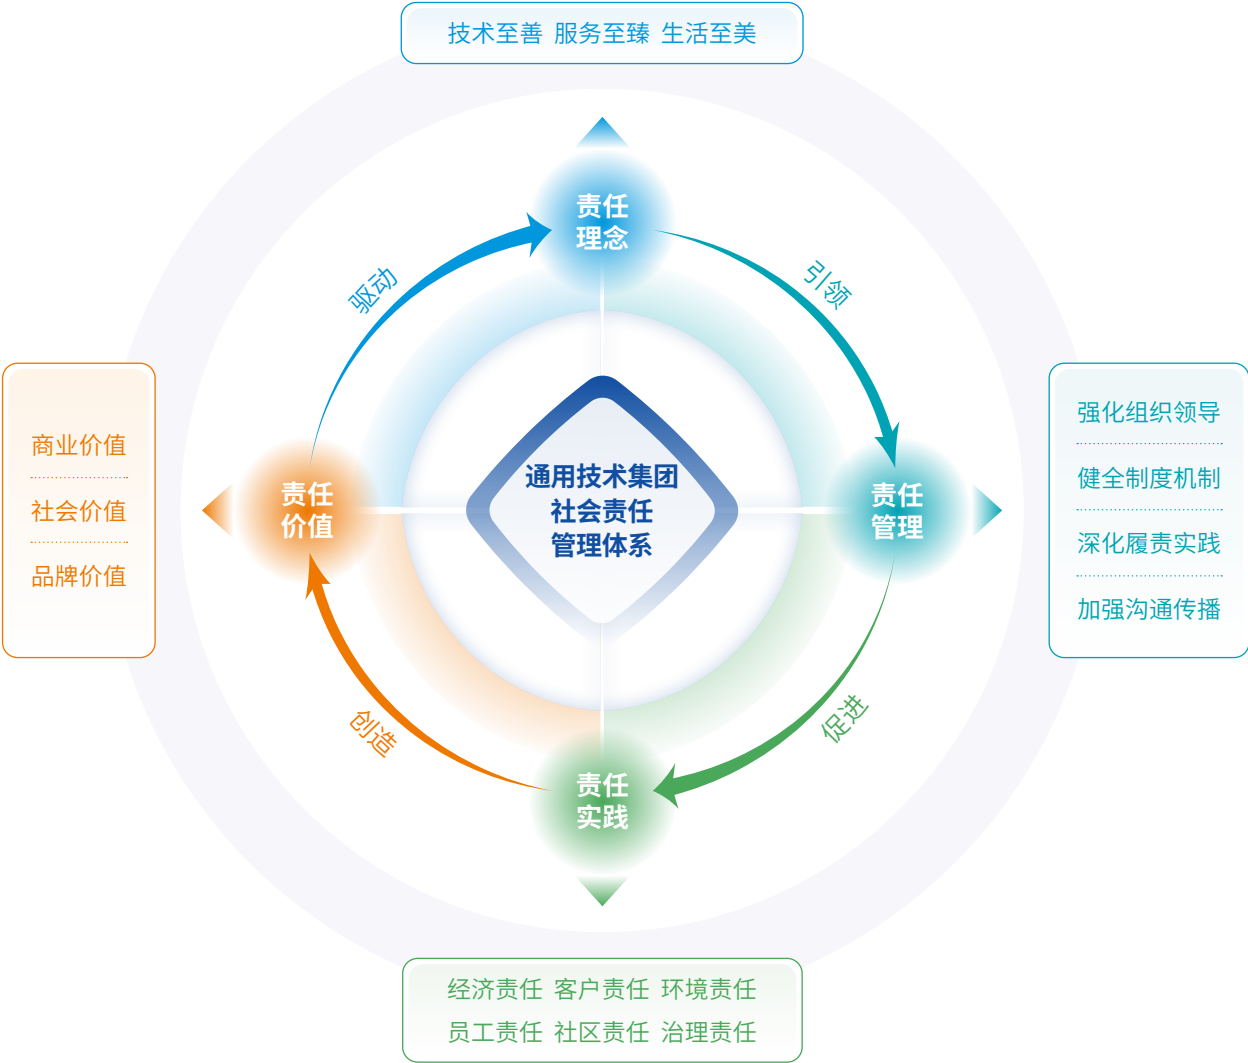 技术至善 服务至臻 生活至美
责任
理念
驱动
引领
商业价值
社会价值
品牌价值
责任
价值
通用技术集团
社会责任
管理体系
责任
管理
强化组织领导
健全制度机制
深化履责实践
加强沟通传播
创造
促进
责任
实践
经济责任 客户责任 环境责任
员工责任 社区责任 治理责任